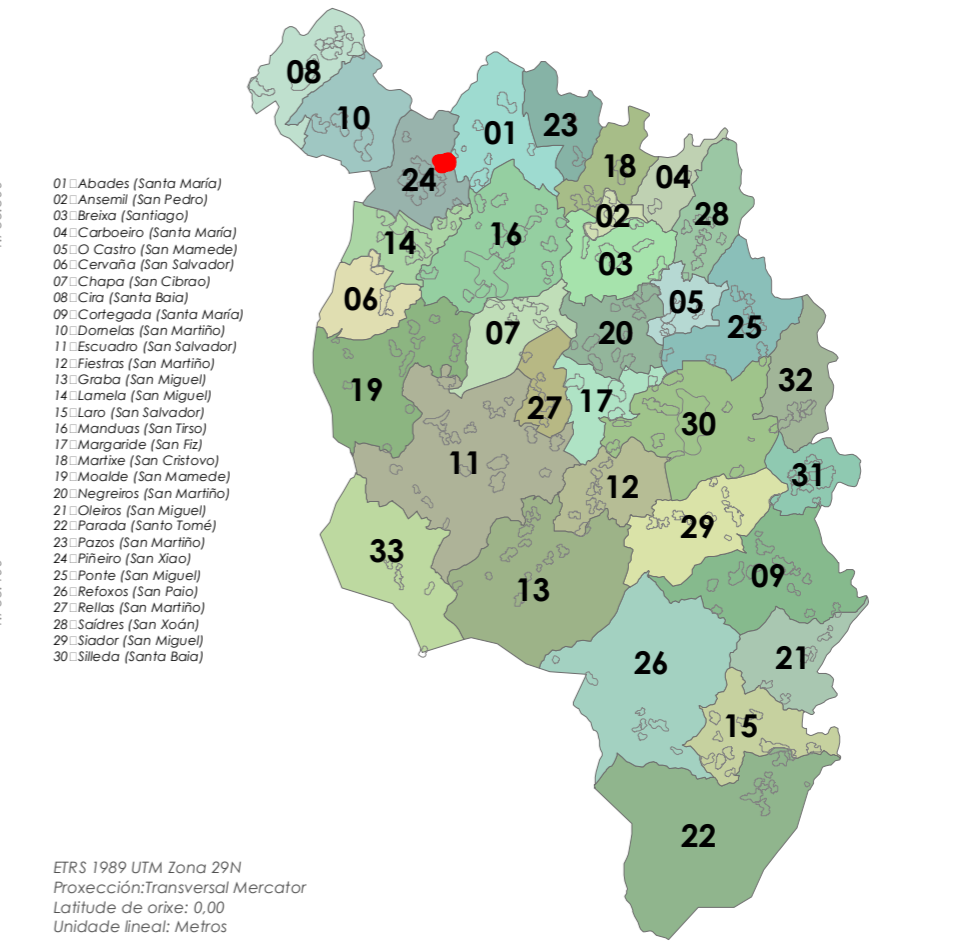 08
10
01
23
18
04
24
02
28
16
14
03
06
05
07
20
25
19
32
27
17
30
11
12
31
29
33
13
09
26
21
15
22
01 Abades (Santa María)
02 Ansemil (San Pedro)
03 Breixa (Santiago)
04 Carboeiro (Santa María)
05 O Castro (San Mamede)
06 Cervaña (San Salvador)
07 Chapa (San Cibrao)
08 Cira (Santa Baia)
09 Cortegada (Santa María)
10 Dornelas (San Martiño)
11 Escuadro (San Salvador)
12 Fiestras (San Martiño)
13 Graba (San Miguel)
14 Lamela (San Miguel)
15 Laro (San Salvador)
16 Manduas (San Tirso)
17 Margaride (San Fiz)
18 Martixe (San Cristovo)
19 Moalde (San Mamede)
20 Negreiros (San Martiño)
21 Oleiros (San Miguel)
22 Parada (Santo Tomé)
23 Pazos (San Martiño)
24 Piñeiro (San Xiao)
25 Ponte (San Miguel)
26 Refoxos (San Paio)
27 Rellas (San Martiño)
28 Saídres (San Xoán)
29 Siador (San Miguel)
30 Silleda (Santa Baia)
ETRS 1989 UTM Zona 29N
Proxección:Transversal Mercator
Latitude de orixe: 0,00
Unidade lineal: Metros